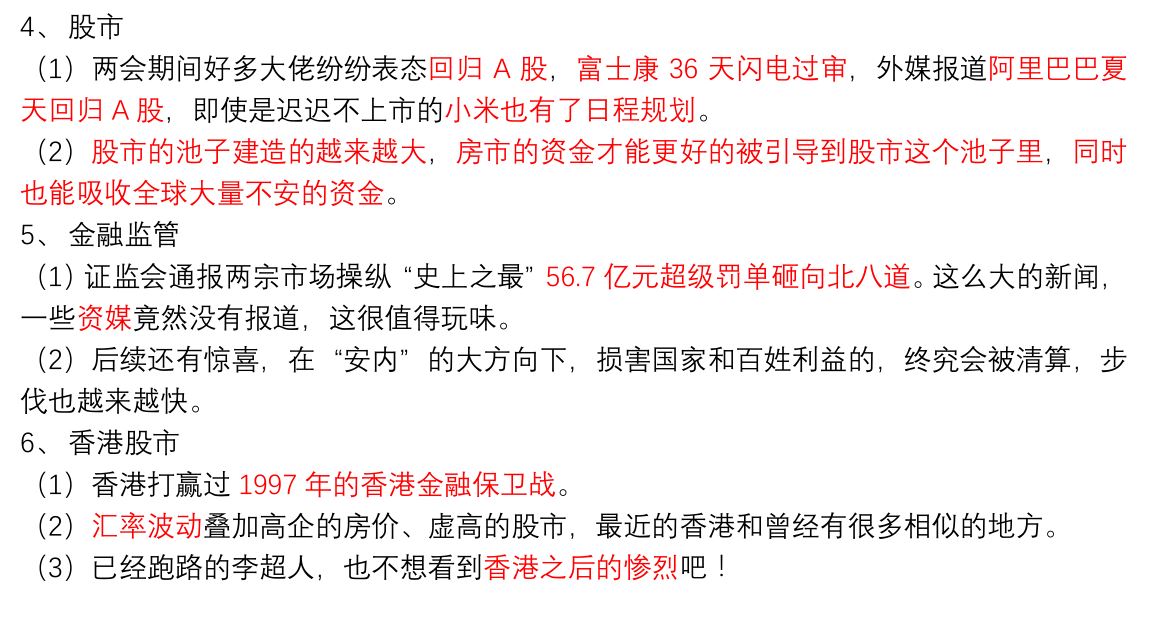 4、 股市
（1）两会期间好多大佬纷纷表态回归 A 股，富士康 36 天闪电过审，外媒报道阿里巴巴夏
天回归 A 股，即使是迟迟不上市的小米也有了日程规划。
（2）股市的池子建造的越来越大，房市的资金才能更好的被引导到股市这个池子里，同时
也能吸收全球大量不安的资金。
5、 金融监管
（1）证监会通报两宗市场操纵 “史上之最” 56.7 亿元超级罚单砸向北八道。这么大的新闻，
一些资媒竟然没有报道，这很值得玩味。
（2）后续还有惊喜，在 “安内” 的大方向下，损害国家和百姓利益的，终究会被清算，步
伐也越来越快。
6、 香港股市
（1）香港打赢过 1997 年的香港金融保卫战。
（2）汇率波动叠加高企的房价、虚高的股市，最近的香港和曾经有很多相似的地方。
（3）已经跑路的李超人，也不想看到香港之后的惨烈吧！